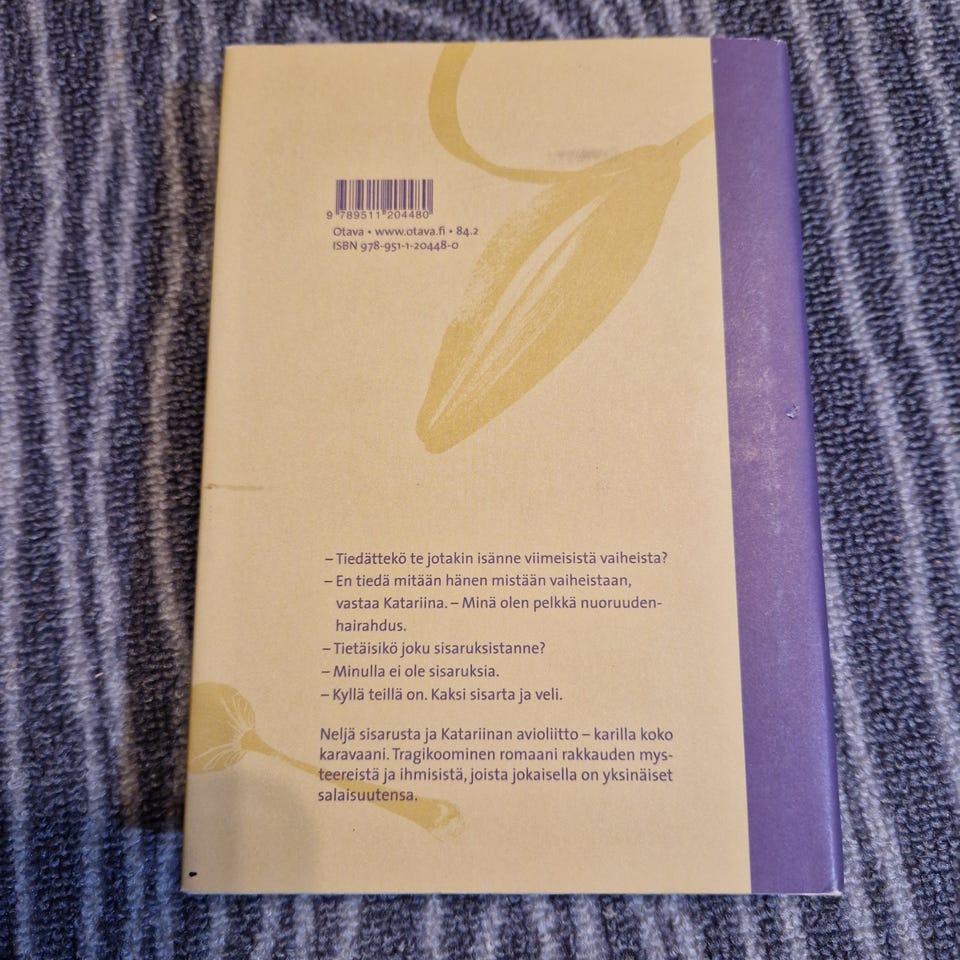 9 789511 204480
Otava • www.otava.fi • 84.2
ISBN 978-951-1-20448-0
– Tiedättekö te jotakin isänne viimeisistä vaiheista?
– En tiedä mitään hänen mistään vaiheistaan,
vastaa Katariina. – Minä olen pelkkä nuoruuden-
hairahdus.
– Tietäisikö joku sisaruksistanne?
– Minulla ei ole sisaruksia.
– Kyllä teillä on. Kaksi sisarta ja veli.
Neljä sisarusta ja Katariinan avioliitto – karilla koko
karavaani. Tragikoominen romaani rakkauden mys-
teereistä ja ihmisistä, joista jokaisella on yksinäiset
salaisuutensa.